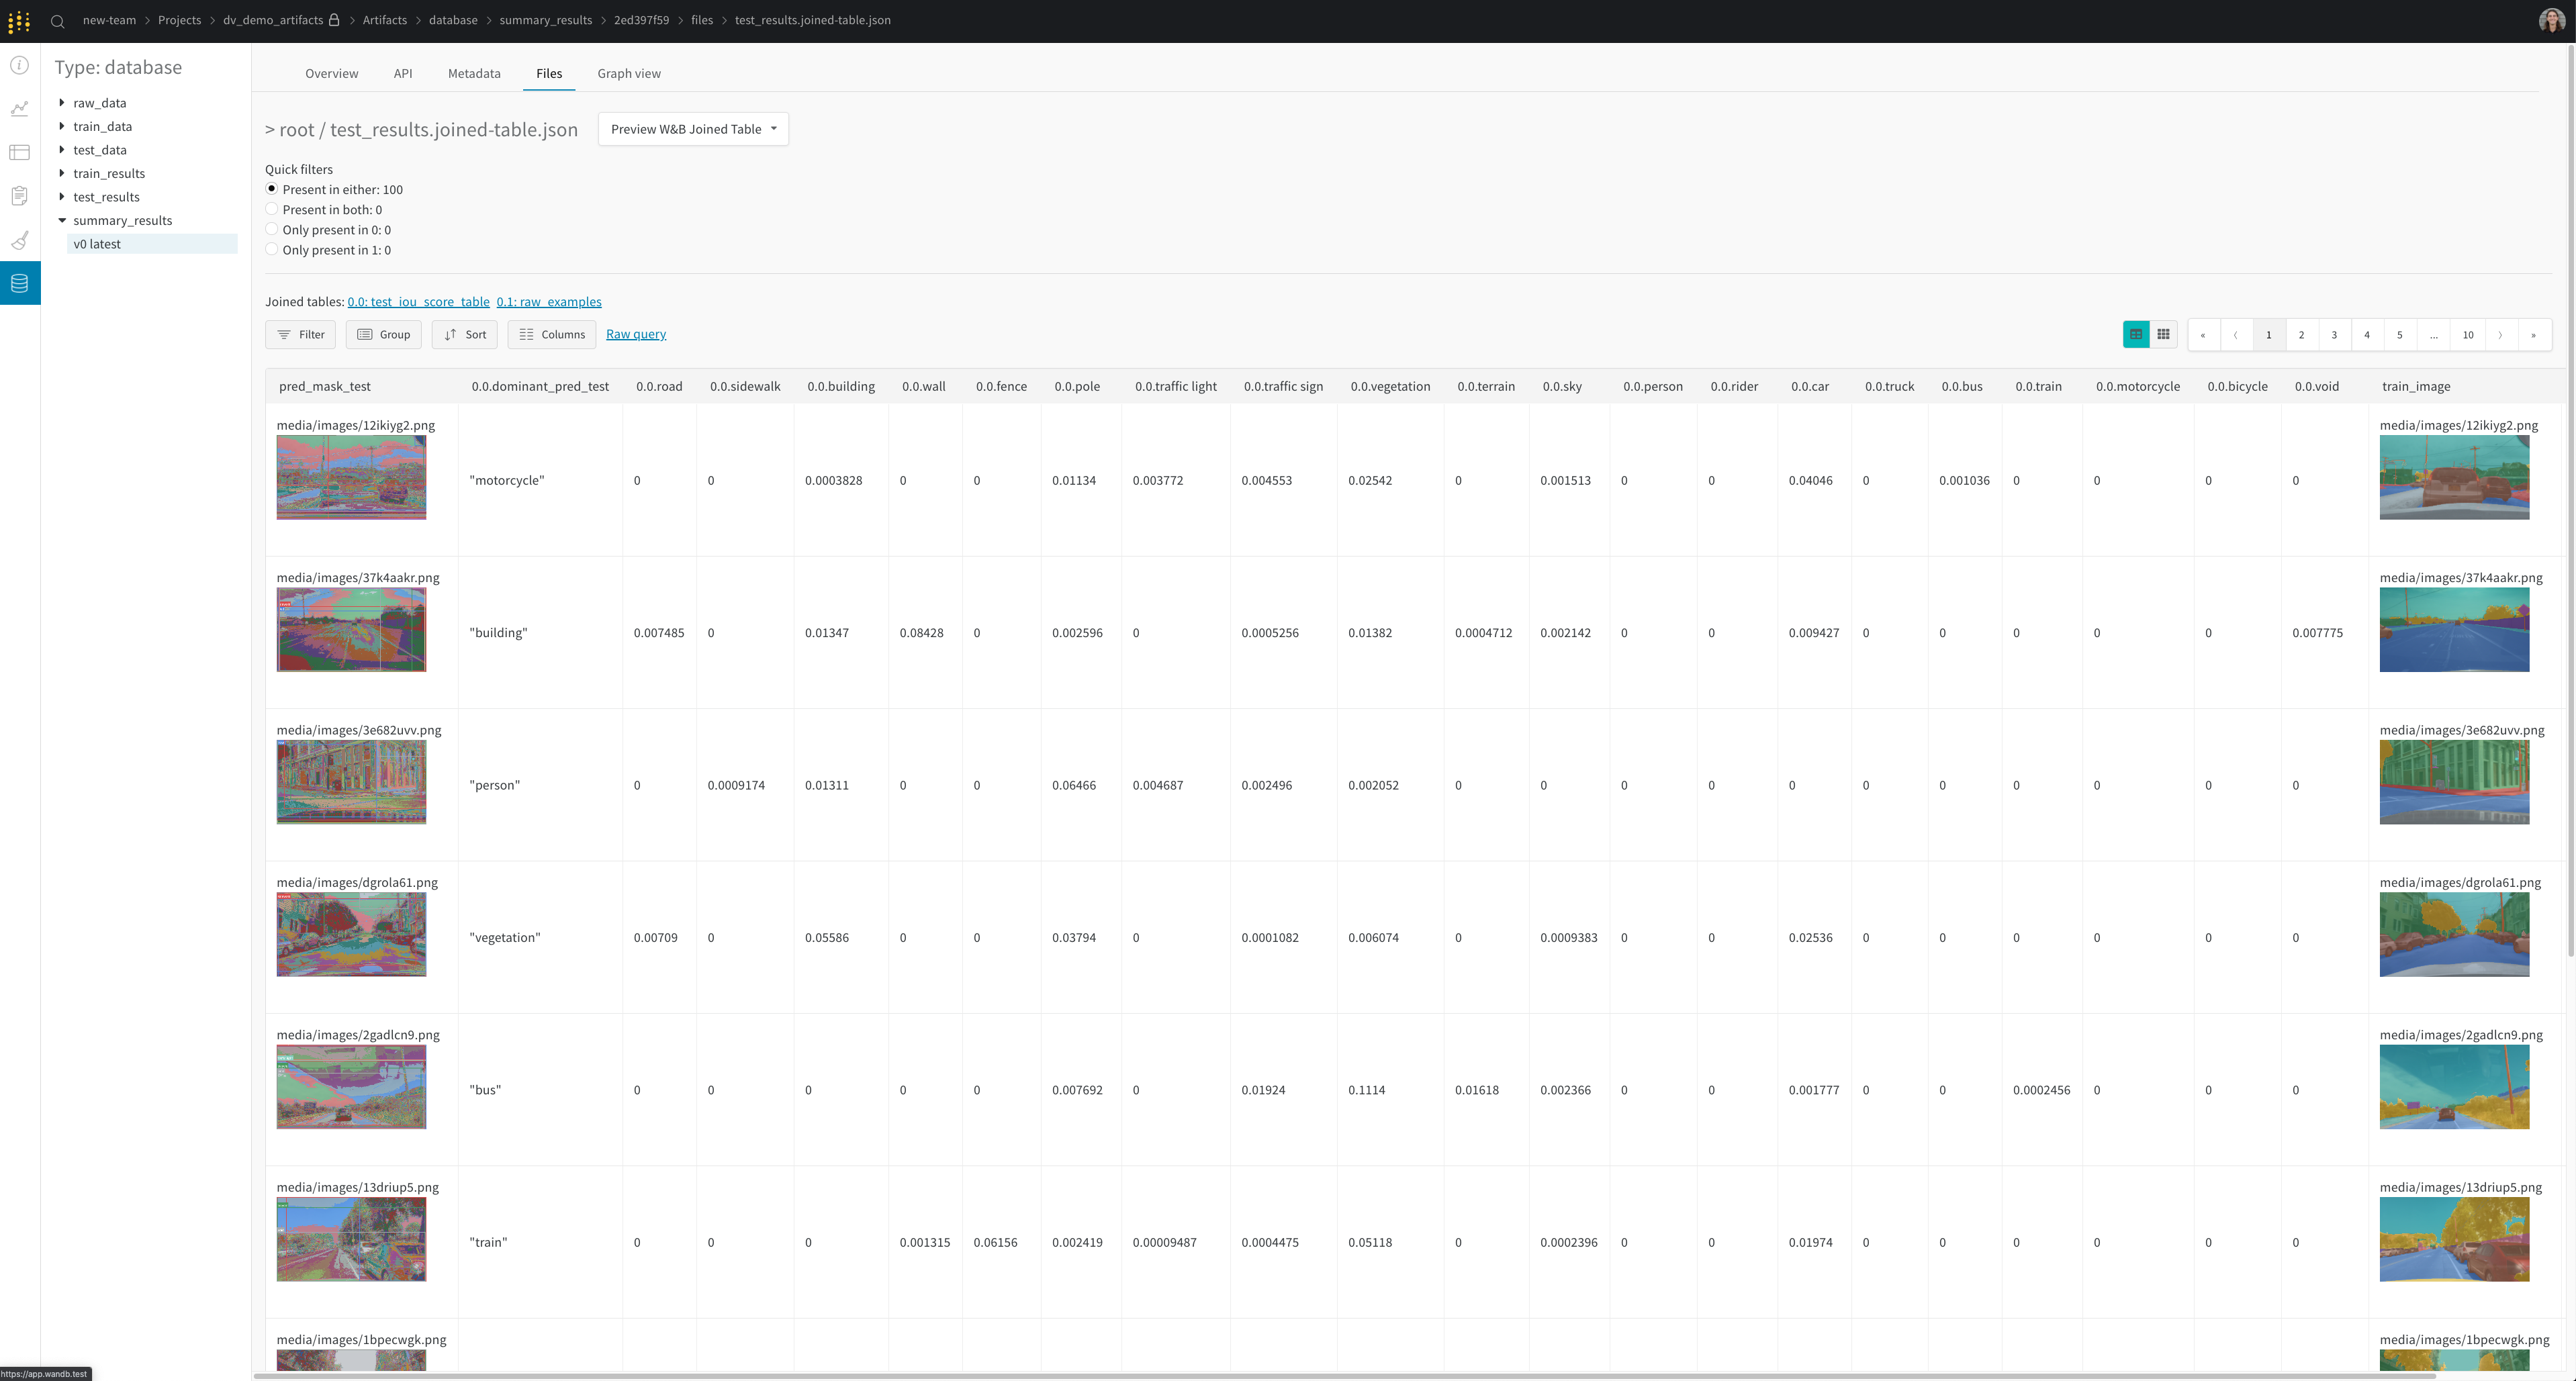 new-team > Projects > dv_demo_artifacts > Artifacts > database > summary_results > 2ed397f59 > files > test_results.joined-table.json
Type: database
raw_data
train_data
test_data
train_results
test_results
summary_results
v0 latest
Overview API Metadata Files Graph view
> root / test_results.joined-table.json Preview W&B Joined Table
Quick filters
Present in either: 100
Present in both: 0
Only present in 0: 0
Only present in 1: 0
Joined tables: 0.0: test_iou_score_table 0.1: raw_examples
Filter Group Sort Columns Raw query « ‹ 1 2 3 4 5 ... 10 › »
pred_mask_test 0.0.dominant_pred_test 0.0.road 0.0.sidewalk 0.0.building 0.0.wall 0.0.fence 0.0.pole 0.0.traffic light 0.0.traffic sign 0.0.vegetation 0.0.terrain 0.0.sky 0.0.person 0.0.rider 0.0.car 0.0.truck 0.0.bus 0.0.train 0.0.motorcycle 0.0.bicycle 0.0.void train_image
media/images/12ikiyg2.png media/images/12ikiyg2.png
"motorcycle" 0 0 0.0003828 0 0 0.01134 0.003772 0.004553 0.02542 0 0.001513 0 0 0.04046 0 0.001036 0 0 0 0
media/images/37k4aakr.png media/images/37k4aakr.png
"building" 0.007485 0 0.01347 0.08428 0 0.002596 0 0.0005256 0.01382 0.0004712 0.002142 0 0 0.009427 0 0 0 0 0 0.007775
media/images/3e682uvv.png media/images/3e682uvv.png
"person" 0 0.0009174 0.01311 0 0 0.06466 0.004687 0.002496 0.002052 0 0 0 0 0 0 0 0 0 0 0
media/images/dgrola61.png media/images/dgrola61.png
"vegetation" 0.00709 0 0.05586 0 0 0.03794 0 0.0001082 0.006074 0 0.0009383 0 0 0.02536 0 0 0 0 0 0
media/images/2gadlcn9.png media/images/2gadlcn9.png
"bus" 0 0 0 0 0 0.007692 0 0.01924 0.1114 0.01618 0.002366 0 0 0.001777 0 0 0.0002456 0 0 0
media/images/13driup5.png media/images/13driup5.png
"train" 0 0 0 0.001315 0.06156 0.002419 0.00009487 0.0004475 0.05118 0 0.0002396 0 0 0.01974 0 0 0 0 0 0
media/images/1bpecwgk.png media/images/1bpecwgk.png
https://app.wandb.test